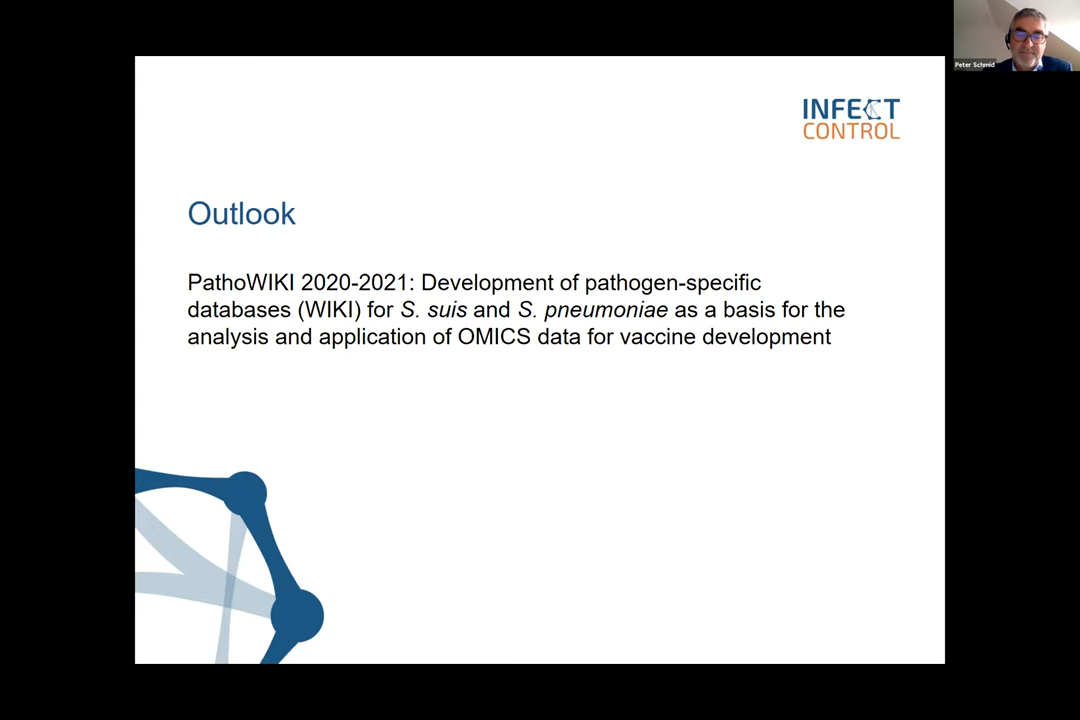 INFECT
CONTROL
Peter Schmid
Outlook
PathoWIKI 2020-2021: Development of pathogen-specific
databases (WIKI) for S. suis and S. pneumoniae as a basis for the
analysis and application of OMICS data for vaccine development